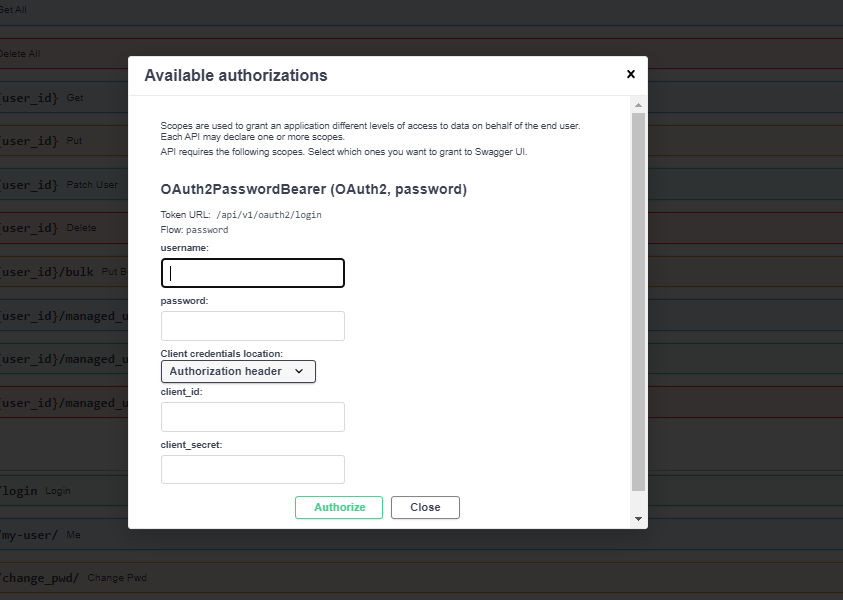 Get All
Delete All
Available authorizations
Scopes are used to grant an application different levels of access to data on behalf of the end user.
Each API may declare one or more scopes.
API requires the following scopes. Select which ones you want to grant to Swagger UI.
OAuth2PasswordBearer (OAuth2, password)
Token URL: /api/v1/oauth2/login
Flow: password
username:
password:
Client credentials location:
Authorization header
client_id:
client_secret:
Authorize
Close
{user_id} Get
{user_id} Put
{user_id} Patch User
{user_id} Delete
{user_id}/bulk Put B
{user_id}/managed_u
{user_id}/managed_u
{user_id}/managed_u
/login Login
/my-user/ Me
/change_pwd/ Change Pwd